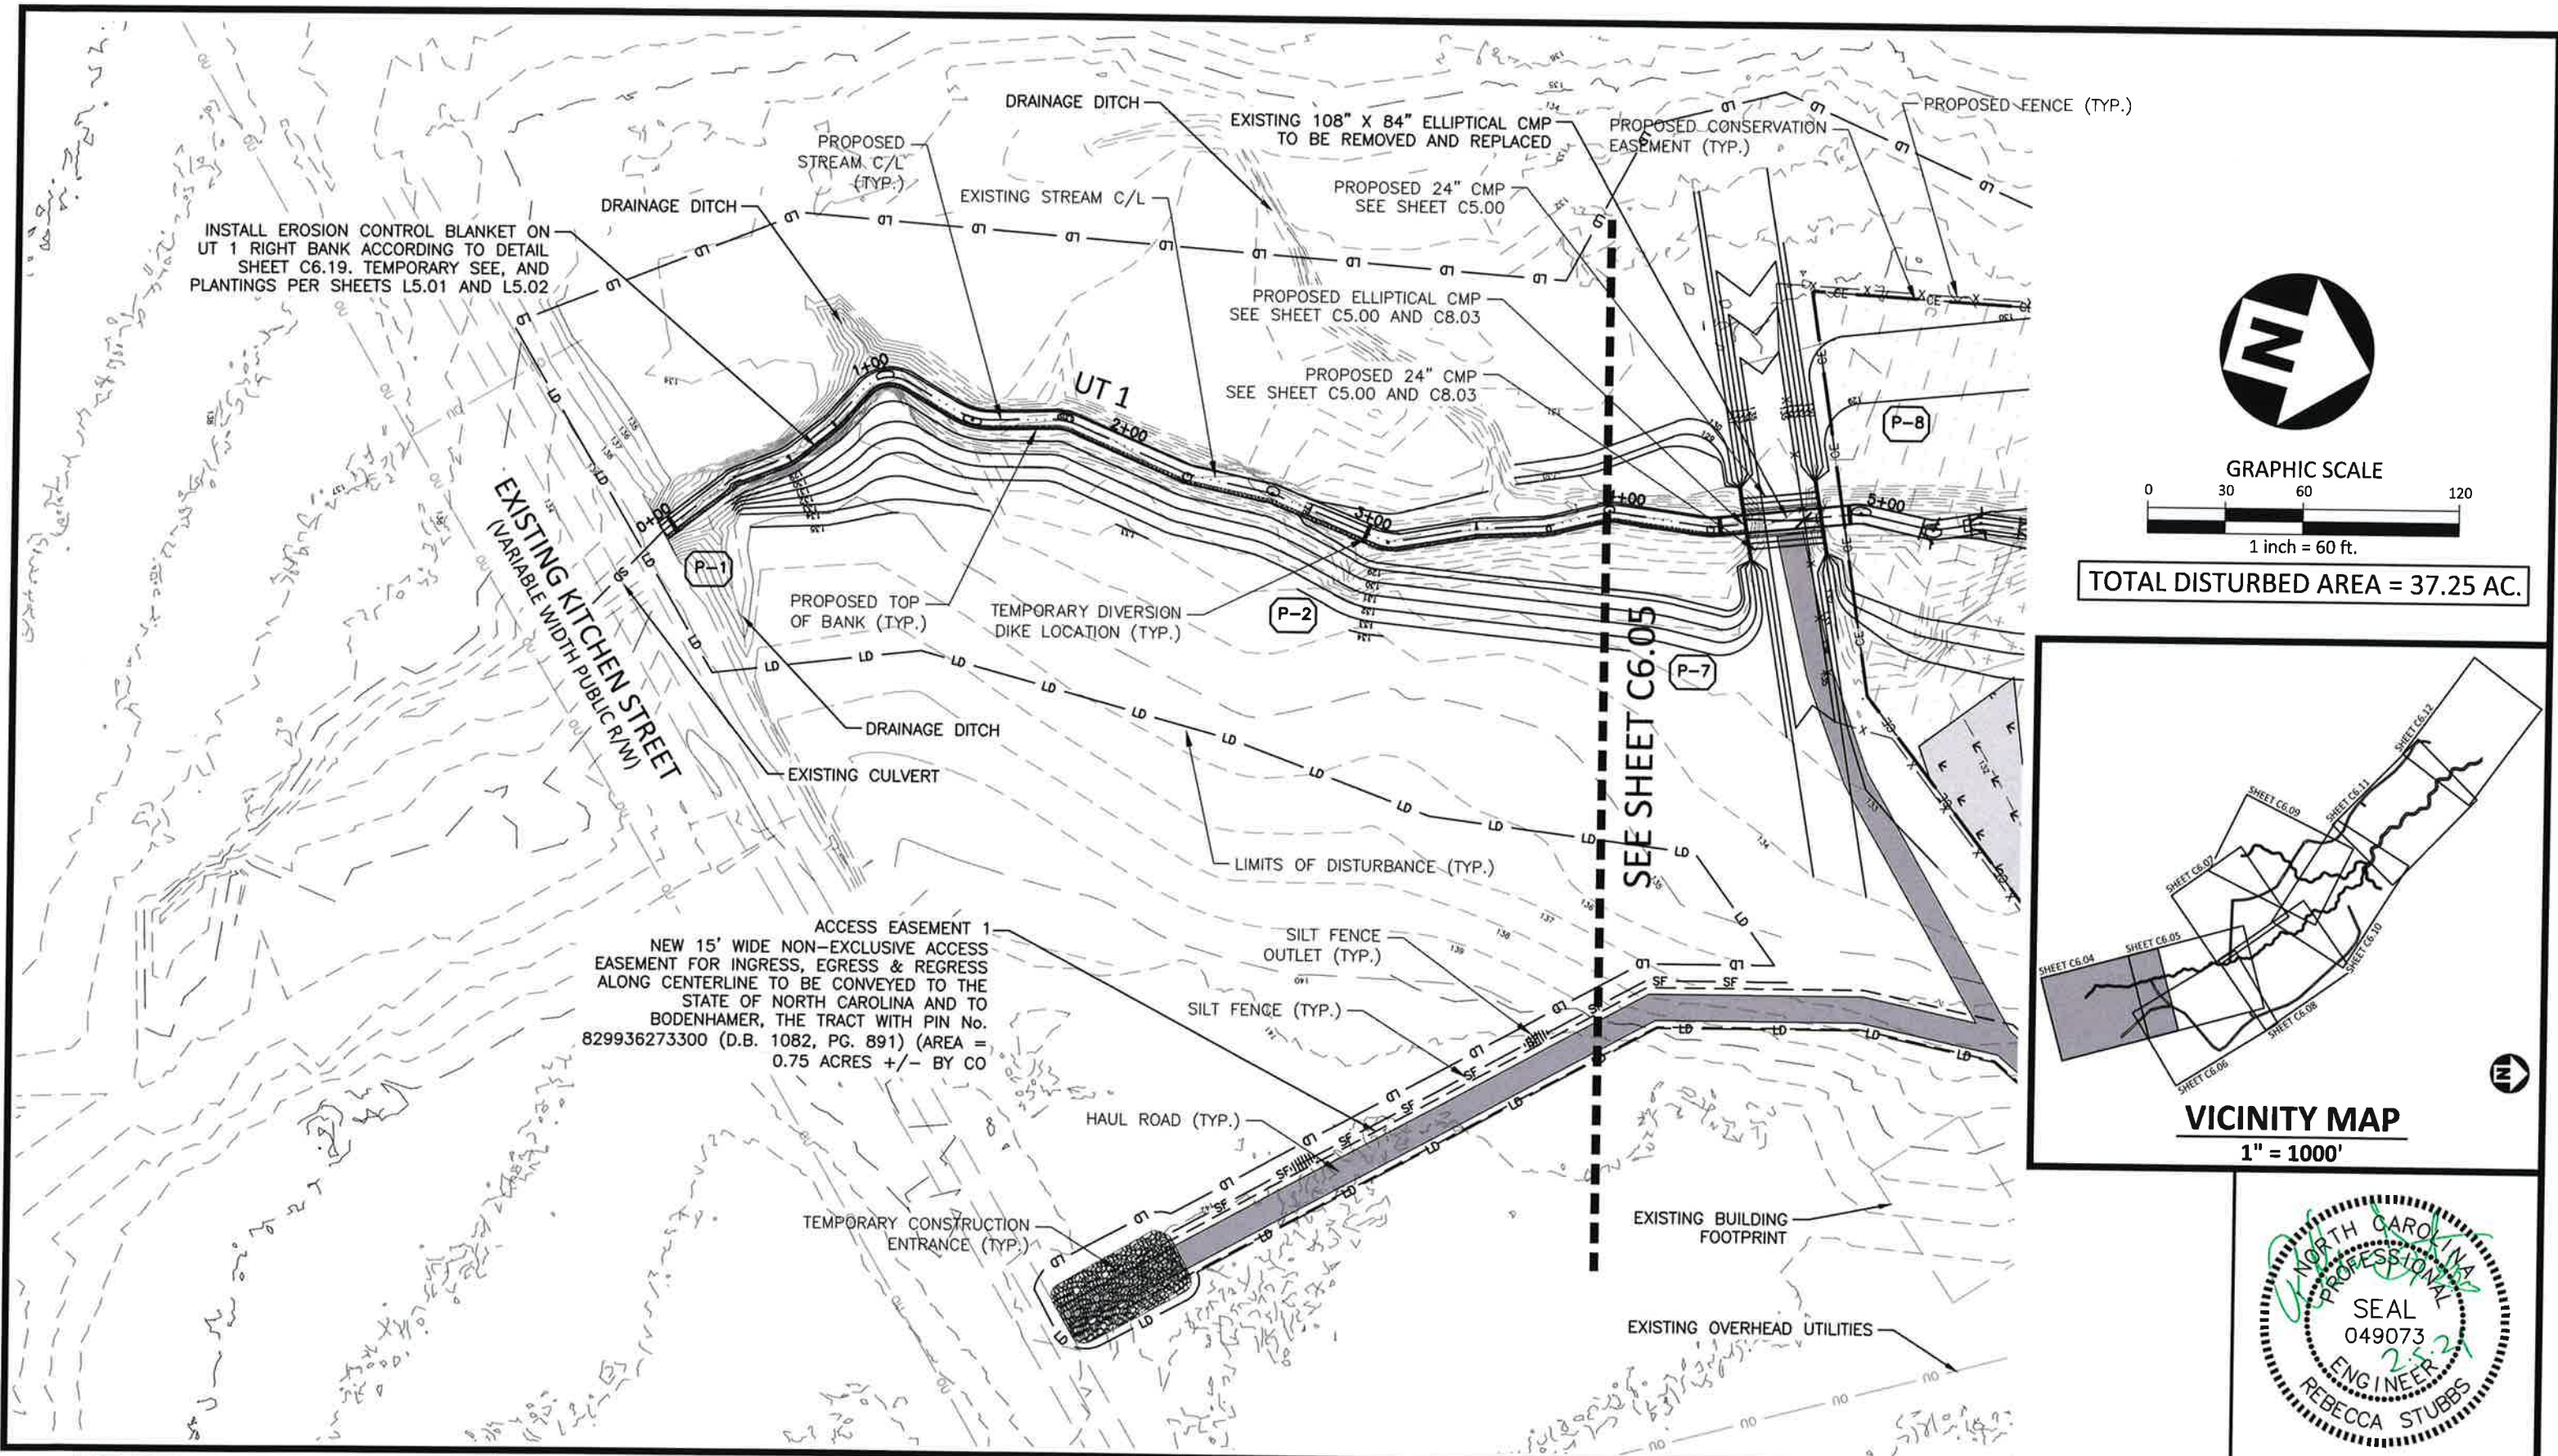 DRAINAGE DITCH
EXISTING 108" X 84" ELLIPTICAL CMP
TO BE REMOVED AND REPLACED
PROPOSED CONSERVATION
EASEMENT (TYP.)
PROPOSED FENCE (TYP.)
PROPOSED
STREAM C/L
(TYP.)
DRAINAGE DITCH
EXISTING STREAM C/L
PROPOSED 24" CMP
SEE SHEET C5.00
INSTALL EROSION CONTROL BLANKET ON
UT 1 RIGHT BANK ACCORDING TO DETAIL
SHEET C6.19. TEMPORARY SEE, AND
PLANTINGS PER SHEETS L5.01 AND L5.02
PROPOSED ELLIPTICAL CMP
SEE SHEET C5.00 AND C8.03
PROPOSED 24" CMP
SEE SHEET C5.00 AND C8.03
UT 1
0+00
1+00
2+00
3+00
4+00
5+00
P-1
P-2
P-7
P-8
EXISTING KITCHEN STREET
(VARIABLE WIDTH PUBLIC R/W)
PROPOSED TOP
OF BANK (TYP.)
TEMPORARY DIVERSION
DIKE LOCATION (TYP.)
DRAINAGE DITCH
EXISTING CULVERT
LIMITS OF DISTURBANCE (TYP.)
SEE SHEET C6.05
ACCESS EASEMENT 1
NEW 15' WIDE NON-EXCLUSIVE ACCESS
EASEMENT FOR INGRESS, EGRESS & REGRESS
ALONG CENTERLINE TO BE CONVEYED TO THE
STATE OF NORTH CAROLINA AND TO
BODENHAMER, THE TRACT WITH PIN No.
829936273300 (D.B. 1082, PG. 891) (AREA =
0.75 ACRES +/- BY CO
SILT FENCE
OUTLET (TYP.)
SILT FENCE (TYP.)
HAUL ROAD (TYP.)
TEMPORARY CONSTRUCTION
ENTRANCE (TYP.)
EXISTING BUILDING
FOOTPRINT
EXISTING OVERHEAD UTILITIES
N
GRAPHIC SCALE
0 30 60 120
1 inch = 60 ft.
TOTAL DISTURBED AREA = 37.25 AC.
SHEET C6.12
SHEET C6.11
SHEET C6.09
SHEET C6.07
SHEET C6.10
SHEET C6.05
SHEET C6.04
SHEET C6.08
SHEET C6.06
N
VICINITY MAP
1" = 1000'
NORTH CAROLINA
PROFESSIONAL
SEAL
049073
2.5.21
ENGINEER
REBECCA STUBBS